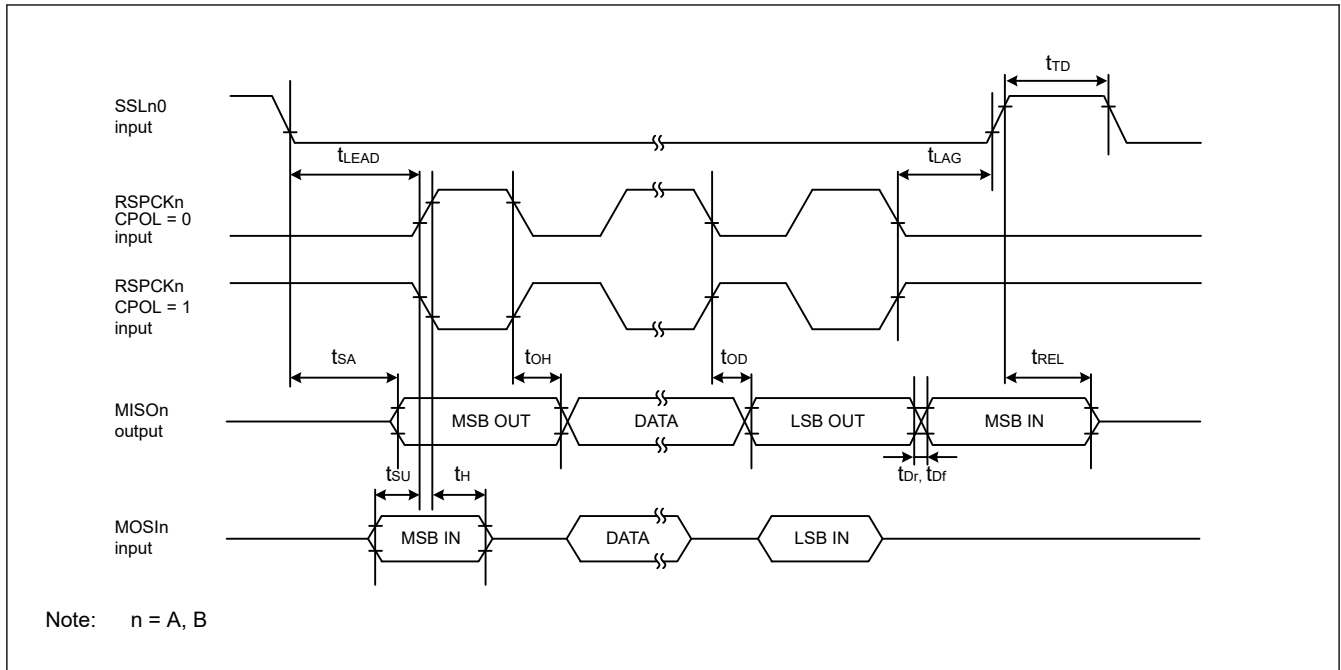 tTD
SSLn0
input
tLEAD
tLAG
RSPCKn
CPOL = 0
input
RSPCKn
CPOL = 1
input
tSA
tOH
tOD
tREL
MISOn
output
MSB OUT
DATA
LSB OUT
MSB IN
tSU
tH
tDr, tDf
MOSIn
input
MSB IN
DATA
LSB IN
Note: n = A, B